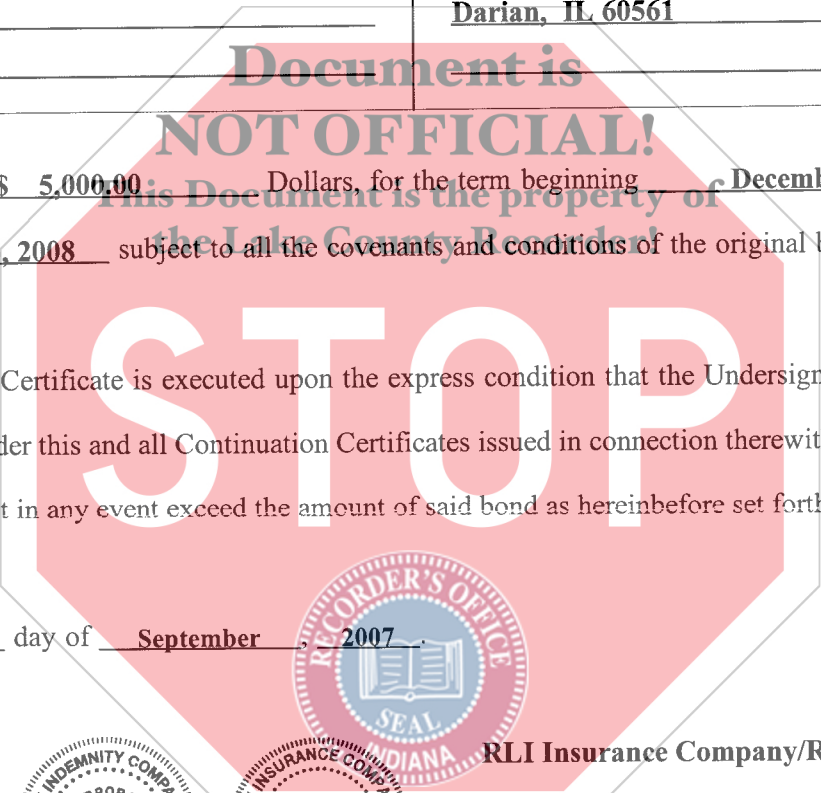 Darian, IL 60561
Document is
NOT OFFICIAL!
$ 5,000.00 Dollars, for the term beginning Decemb
This Document is the property of
, 2008 subject to all the covenants and conditions of the original b
the Lake County Recorder!
STOP
Certificate is executed upon the express condition that the Undersign
der this and all Continuation Certificates issued in connection therewit
t in any event exceed the amount of said bond as hereinbefore set forth
RECORDER'S OFFICE
day of September , 2007 .
SEAL
INDIANA
RLI Insurance Company/R
INDEMNITY COMPA
INSURANCE COMPA